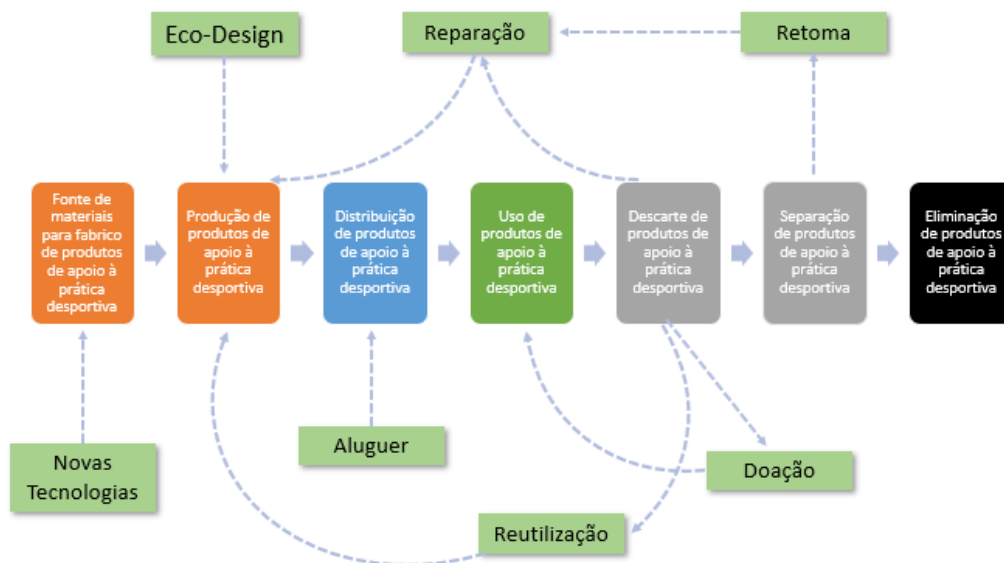 Eco-Design
Reparação
Retoma
Fonte de
materiais
para fabrico
de produtos
de apoio à
prática
desportiva
Produção de
produtos de
apoio à
prática
desportiva
Distribuição
de produtos
de apoio à
prática
desportiva
Uso de
produtos de
apoio à
prática
desportiva
Descarte de
produtos de
apoio à
prática
desportiva
Separação
de produtos
de apoio à
prática
desportiva
Eliminação
de produtos
de apoio à
prática
desportiva
Novas
Tecnologias
Aluguer
Doação
Reutilização